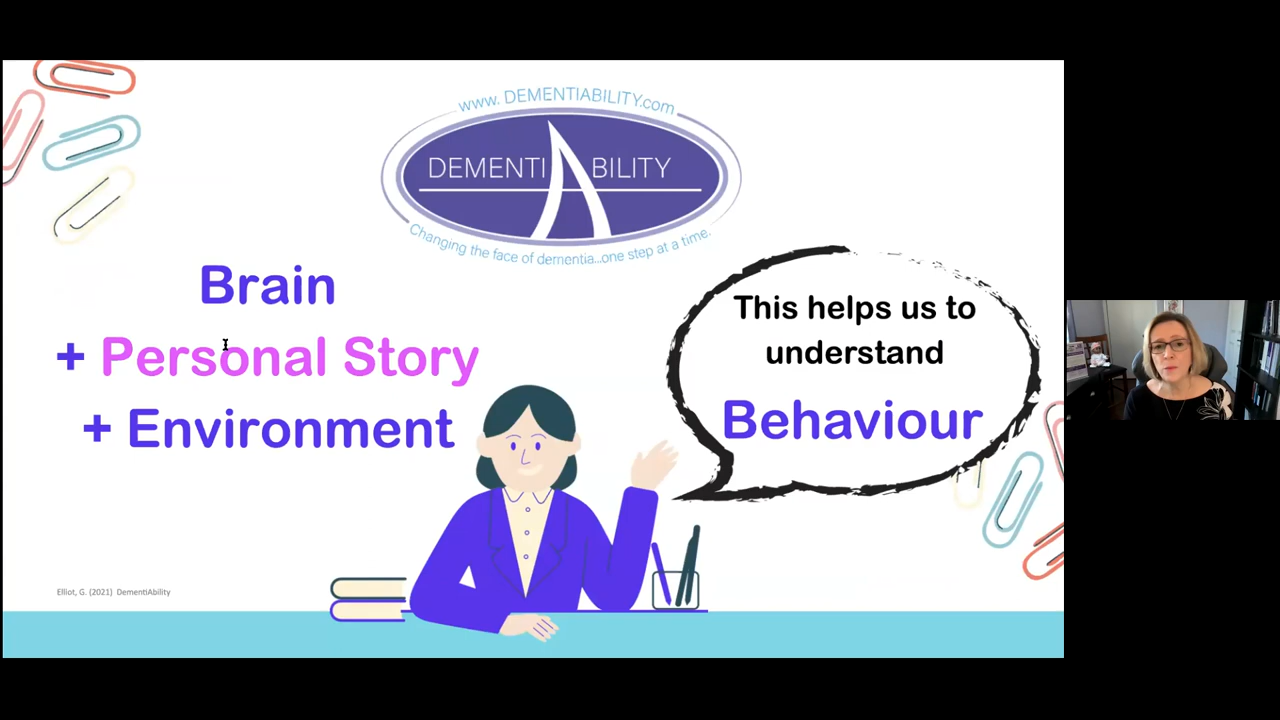 www. DEMENTIABILITY.com
DEMENTIABILITY
Changing the face of dementia...one step at a time.
Brain
+ Personal Story
+ Environment
This helps us to
understand
Behaviour
Elliot, G. (2021) DementiAbility